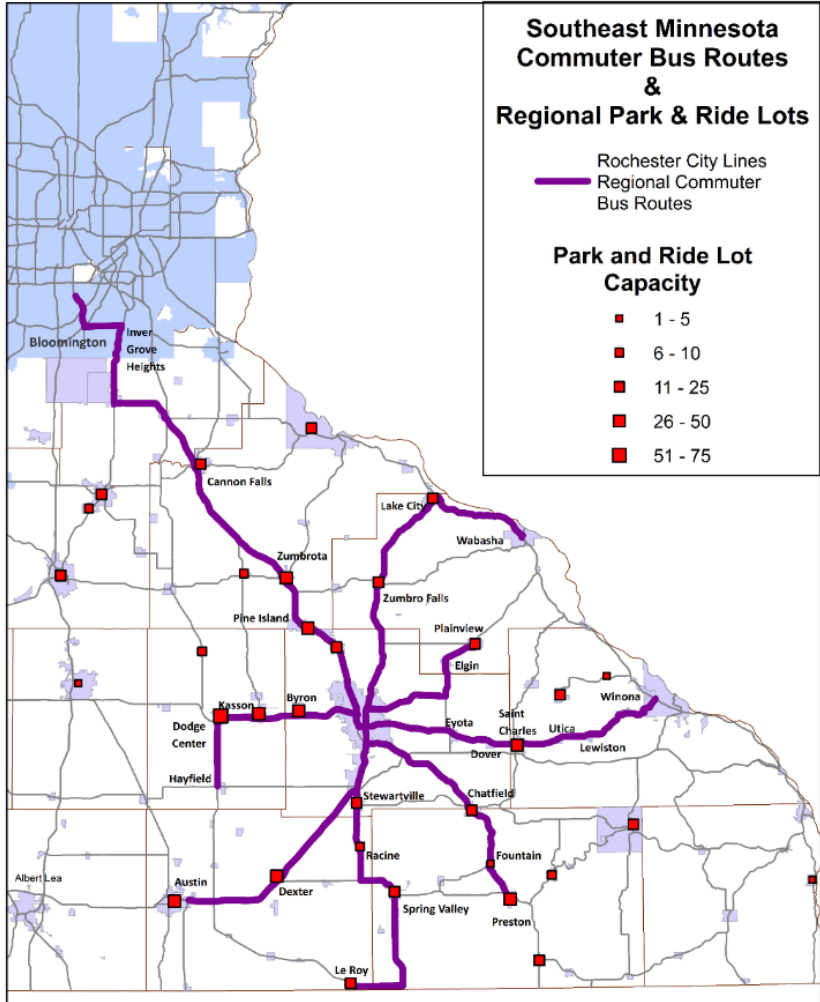 Southeast Minnesota
Commuter Bus Routes
&
Regional Park & Ride Lots
Rochester City Lines
Regional Commuter
Bus Routes
Park and Ride Lot
Capacity
1 - 5
6 - 10
11 - 25
26 - 50
51 - 75
Bloomington
Inver
Grove
Heights
Cannon Falls
Lake City
Wabasha
Zumbrota
Zumbro Falls
Pine Island
Plainview
Elgin
Kasson
Byron
Dodge
Center
Hayfield
Eyota
Saint
Charles
Dover
Utica
Winona
Lewiston
Stewartville
Chatfield
Racine
Fountain
Albert Lea
Austin
Dexter
Spring Valley
Preston
Le Roy